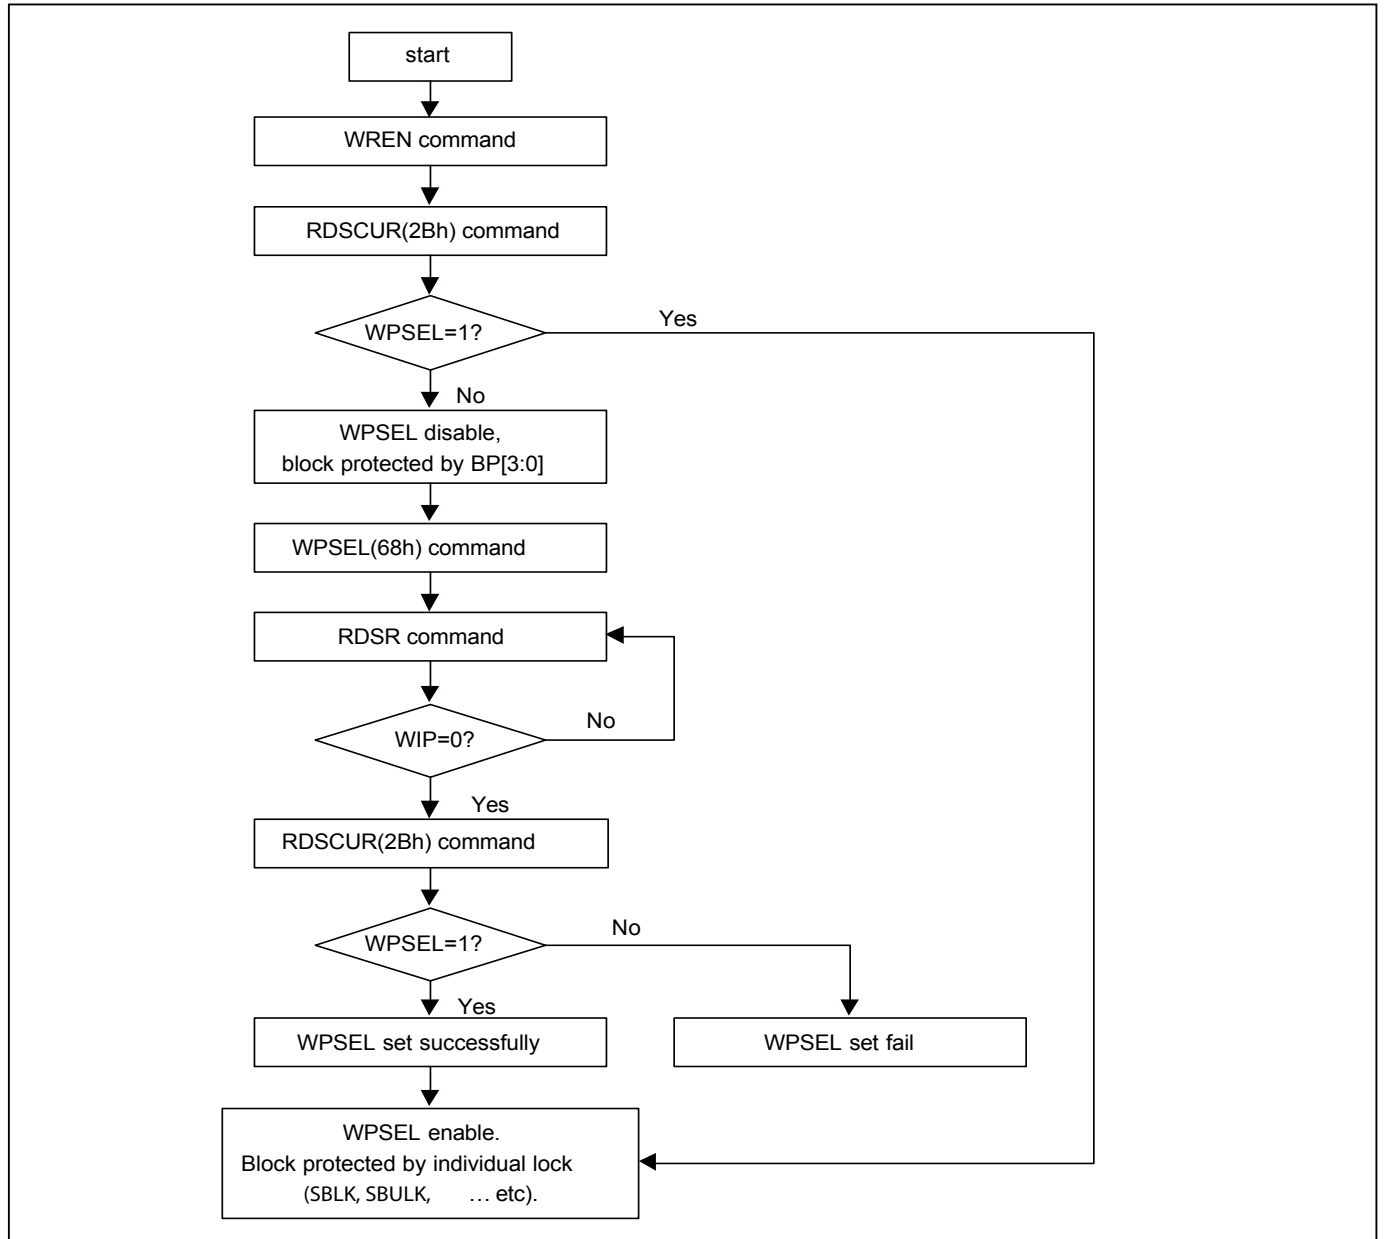 start
WREN command
RDSCUR(2Bh) command
WPSEL=1?
Yes
No
WPSEL disable,
block protected by BP[3:0]
WPSEL(68h) command
RDSR command
WIP=0?
No
Yes
RDSCUR(2Bh) command
WPSEL=1?
No
Yes
WPSEL set successfully
WPSEL set fail
WPSEL enable.
Block protected by individual lock
(SBLK, SBULK, … etc).